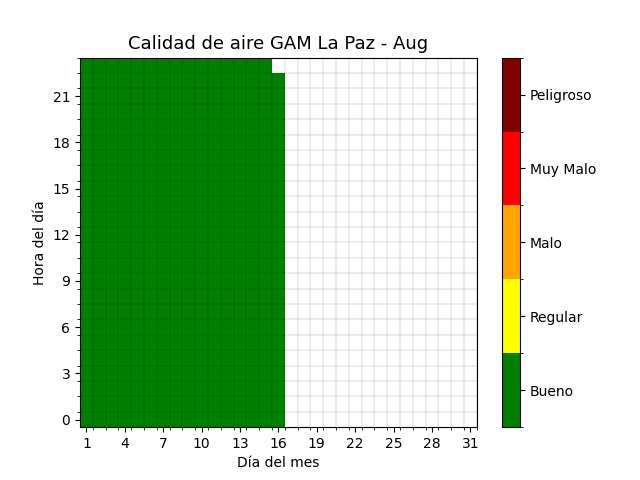 Calidad de aire GAM La Paz - Aug
Hora del día
21
18
15
12
9
6
3
0
1 4 7 10 13 16 19 22 25 28 31
Día del mes
Peligroso
Muy Malo
Malo
Regular
Bueno